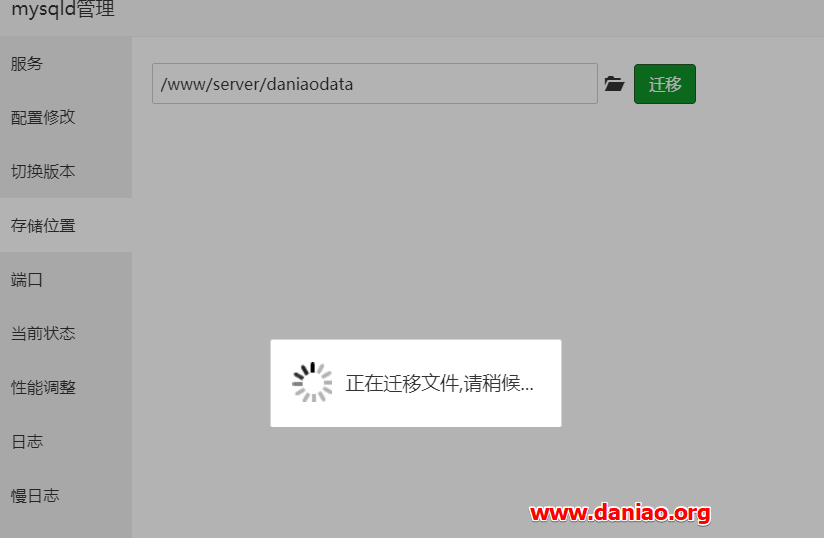 mysqld管理
服务
配置修改
切换版本
存储位置
端口
当前状态
性能调整
日志
慢日志
/www/server/daniaodata
迁移
正在迁移文件,请稍候...
www.daniao.org